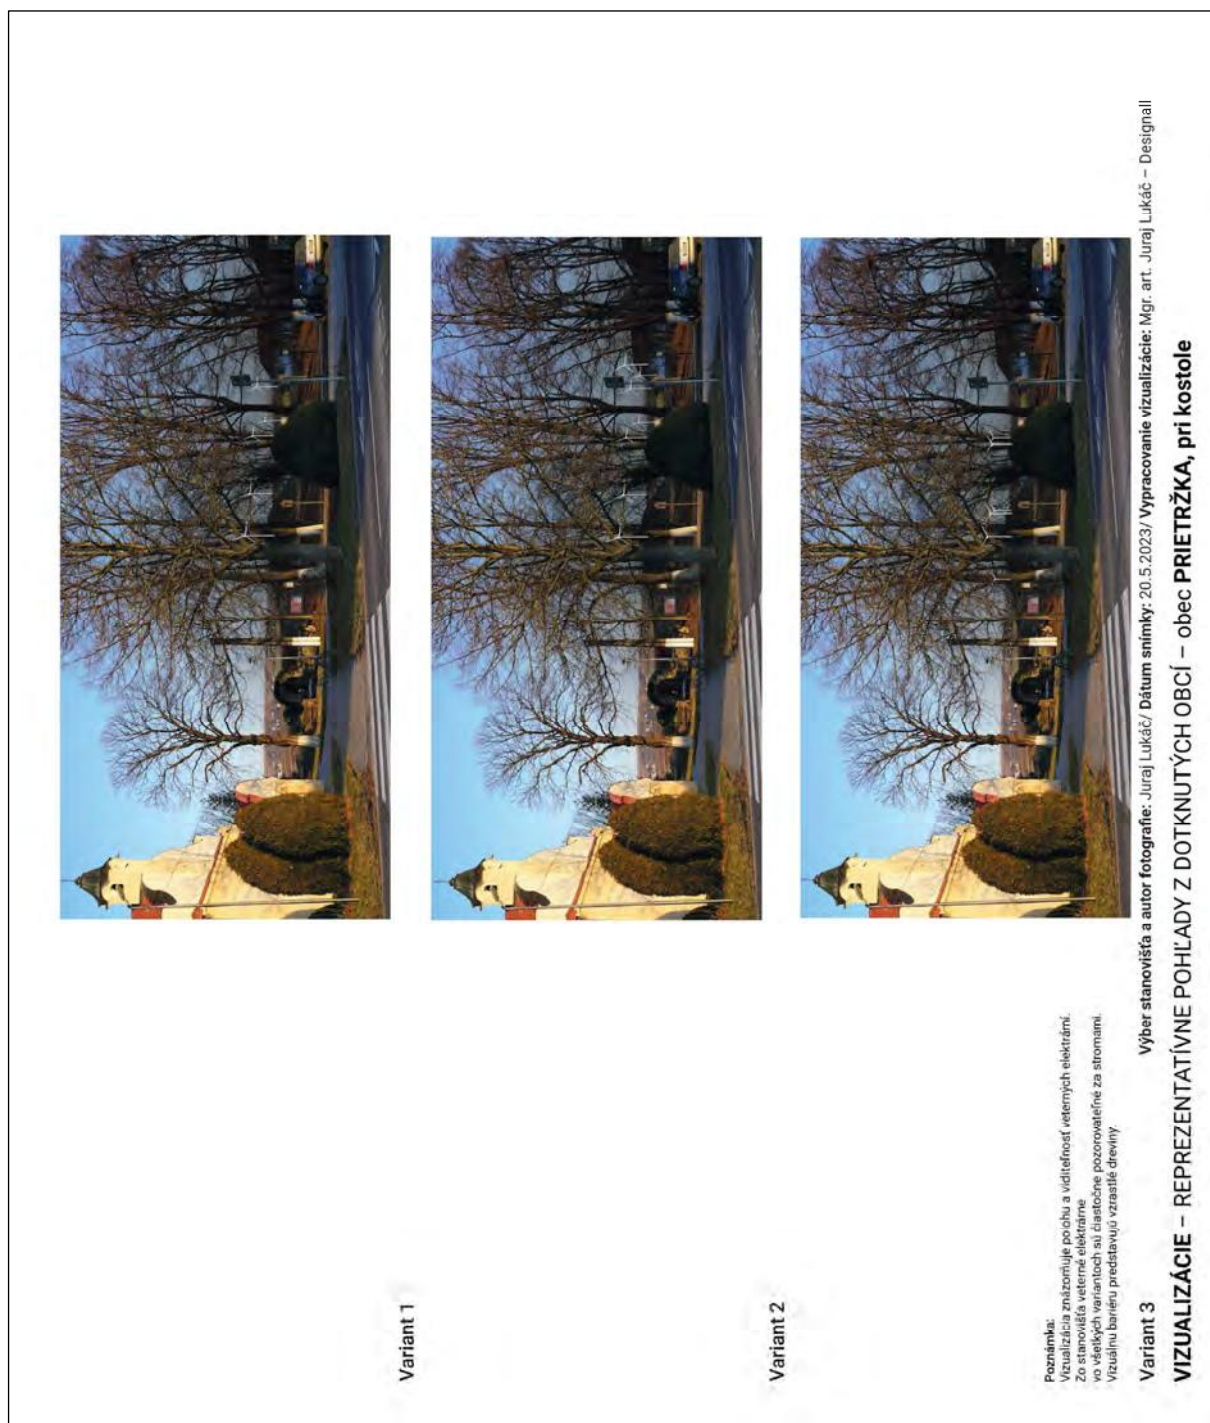 Variant 1
Variant 2
Poznámka:
Vizualizácia znázorňuje polohu a viditeľnosť veterných elektrární.
Zo stanovišťa veterné elektrárne
vo všetkých variantoch sú čiastočne pozorovateľné za stromami.
Vizuálnu bariéru predstavujú vzrastlé dreviny.
Variant 3
Výber stanovišťa a autor fotografie: Juraj Lukáč/ Dátum snímky: 20.5.2023/ Vypracovanie vizualizácie: Mgr. art. Juraj Lukáč – Designall
VIZUALIZÁCIE – REPREZENTATÍVNE POHĽADY Z DOTKNUTÝCH OBCÍ – obec PRIETRŽKA, pri kostole